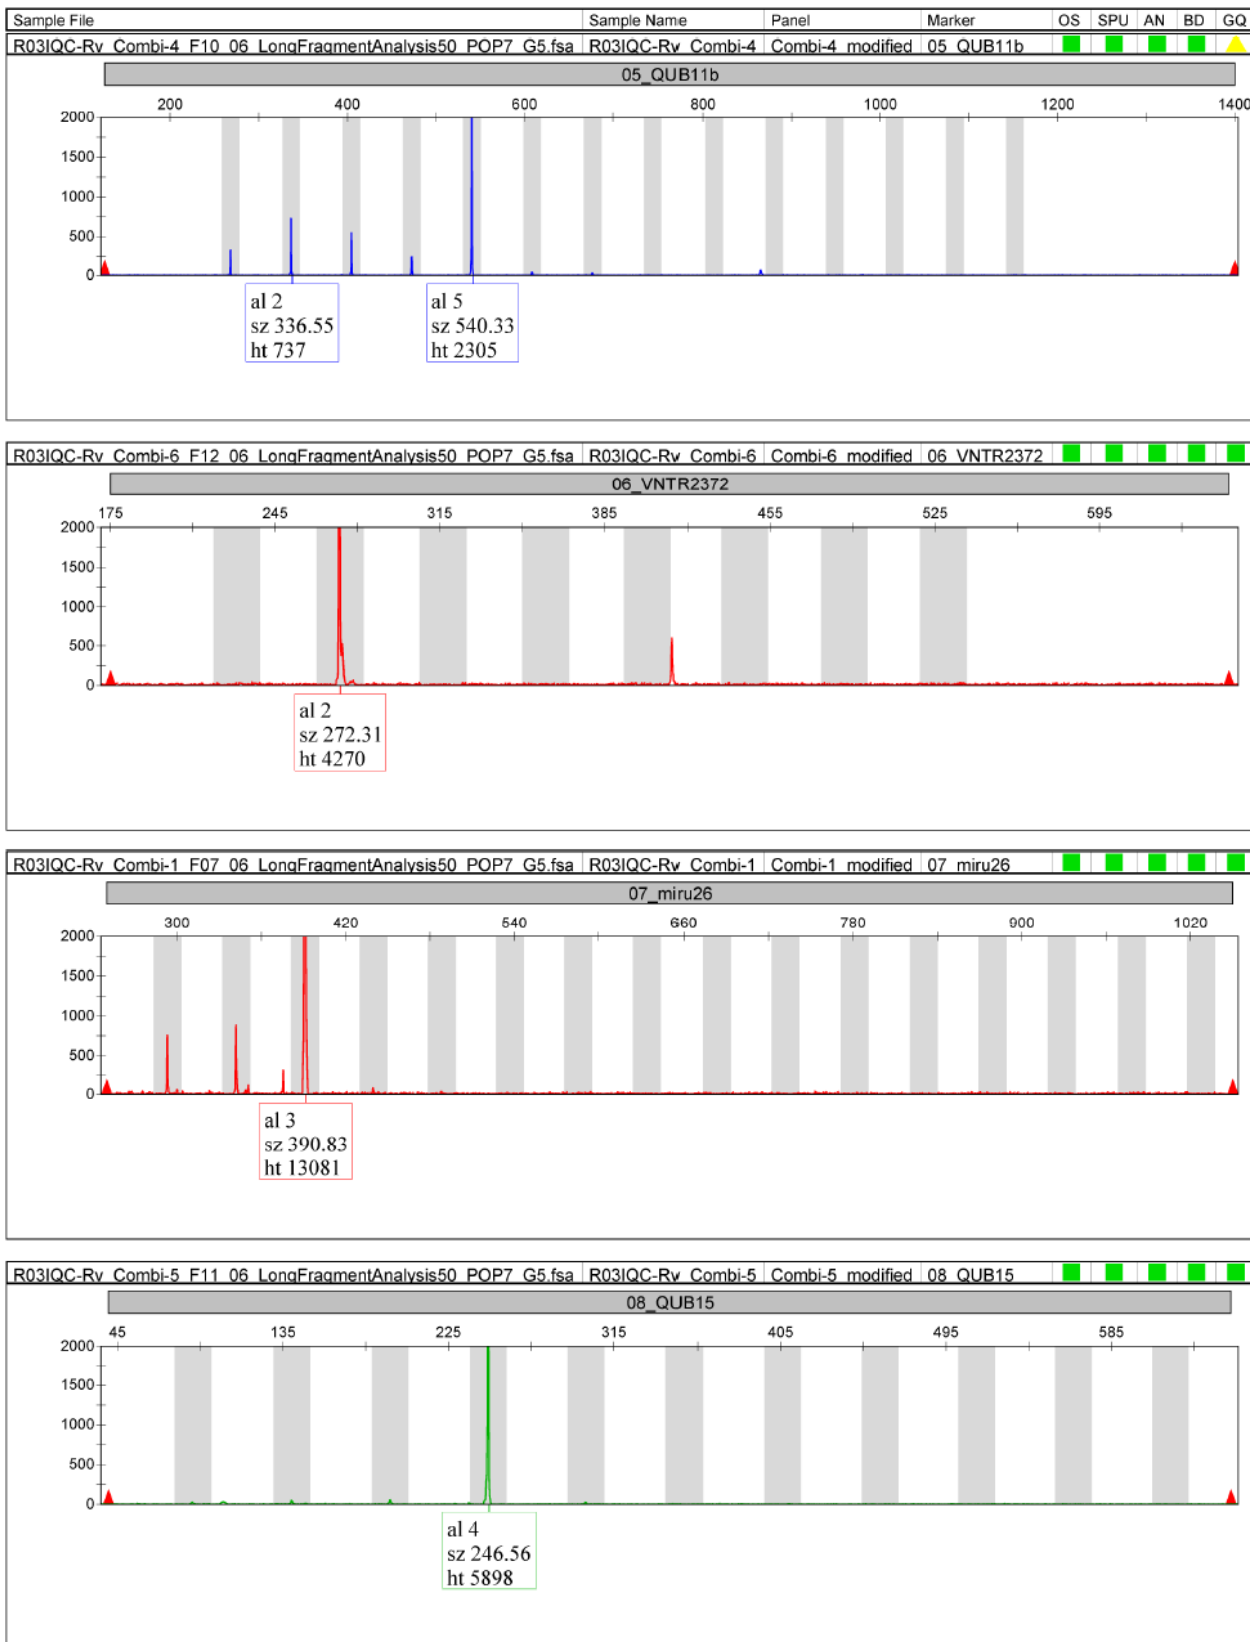 Sample File Sample Name Panel Marker OS SPU AN BD GQ
R03IQC-Rv_Combi-4_F10_06_LongFragmentAnalysis50_POP7_G5.fsa R03IQC-Rv_Combi-4 Combi-4_modified 05_QUB11b
05_QUB11b
200 400 600 800 1000 1200 1400
2000
1500
1000
500
0
al 2
sz 336.55
ht 737
al 5
sz 540.33
ht 2305
R03IQC-Rv_Combi-6_F12_06_LongFragmentAnalysis50_POP7_G5.fsa R03IQC-Rv_Combi-6 Combi-6_modified 06_VNTR2372
06_VNTR2372
175 245 315 385 455 525 595
2000
1500
1000
500
0
al 2
sz 272.31
ht 4270
R03IQC-Rv_Combi-1_F07_06_LongFragmentAnalysis50_POP7_G5.fsa R03IQC-Rv_Combi-1 Combi-1_modified 07_miru26
07_miru26
300 420 540 660 780 900 1020
2000
1500
1000
500
0
al 3
sz 390.83
ht 13081
R03IQC-Rv_Combi-5_F11_06_LongFragmentAnalysis50_POP7_G5.fsa R03IQC-Rv_Combi-5 Combi-5_modified 08_QUB15
08_QUB15
45 135 225 315 405 495 585
2000
1500
1000
500
0
al 4
sz 246.56
ht 5898